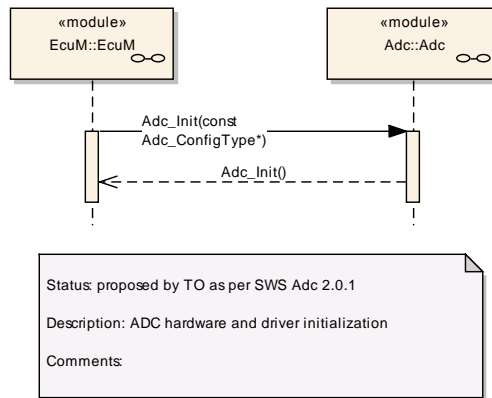 «module»
EcuM::EcuM
«module»
Adc::Adc
Adc_Init(const
Adc_ConfigType*)
Adc_Init()
Status: proposed by TO as per SWS Adc 2.0.1
Description: ADC hardware and driver initialization
Comments: